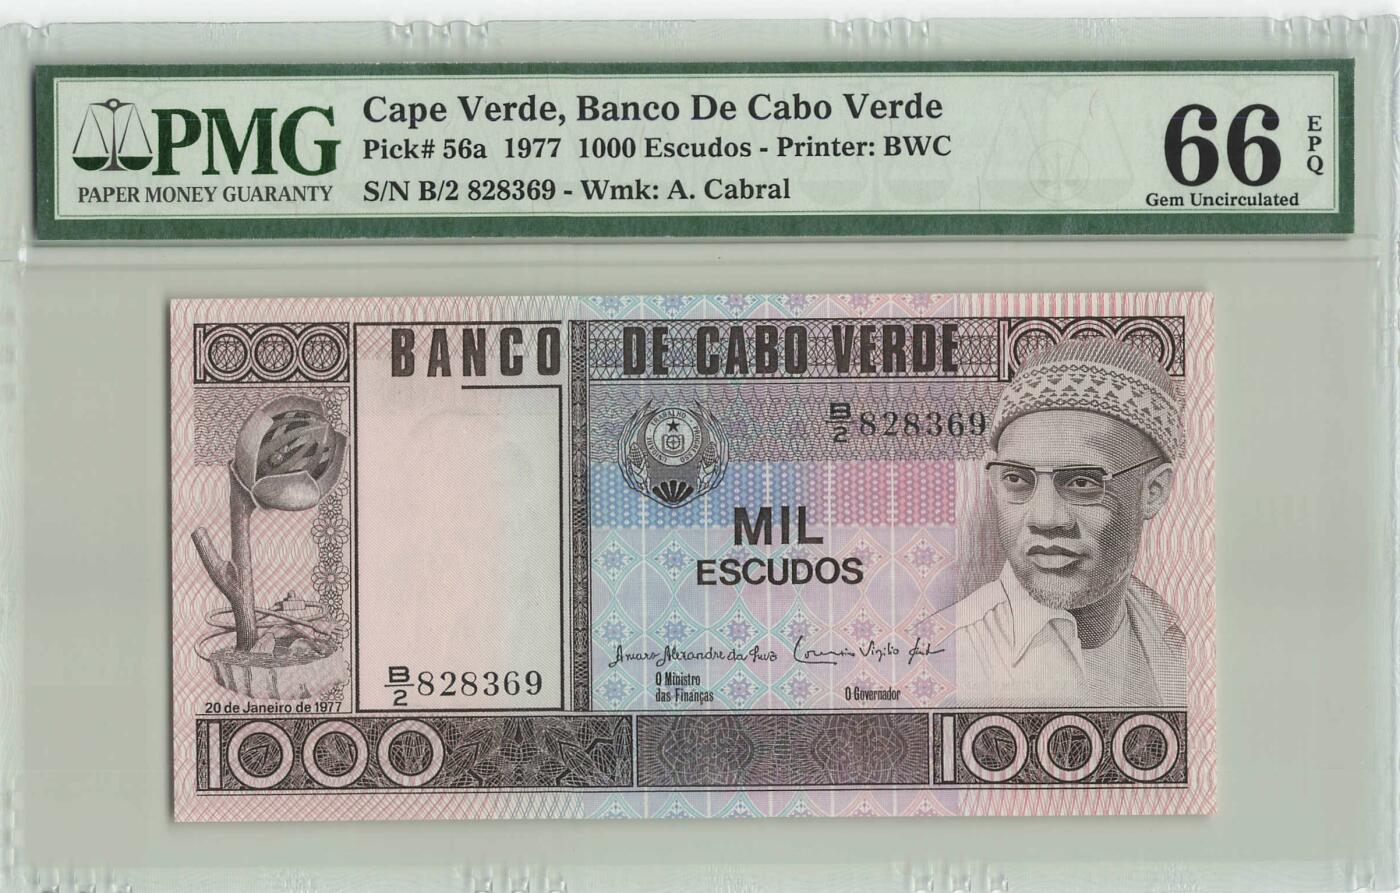 PMG
PAPER MONEY GUARANTY
Cape Verde, Banco De Cabo Verde
Pick# 56a 1977 1000 Escudos - Printer: BWC
S/N B/2 828369 - Wmk: A. Cabral
66
EPQ
Gem Uncirculated
1000
BANCO DE CABO VERDE
1000
B/2 828369
MIL
ESCUDOS
B/2 828369
O Ministro
das Finanças
O Governador
20 de Janeiro de 1977
1000
1000